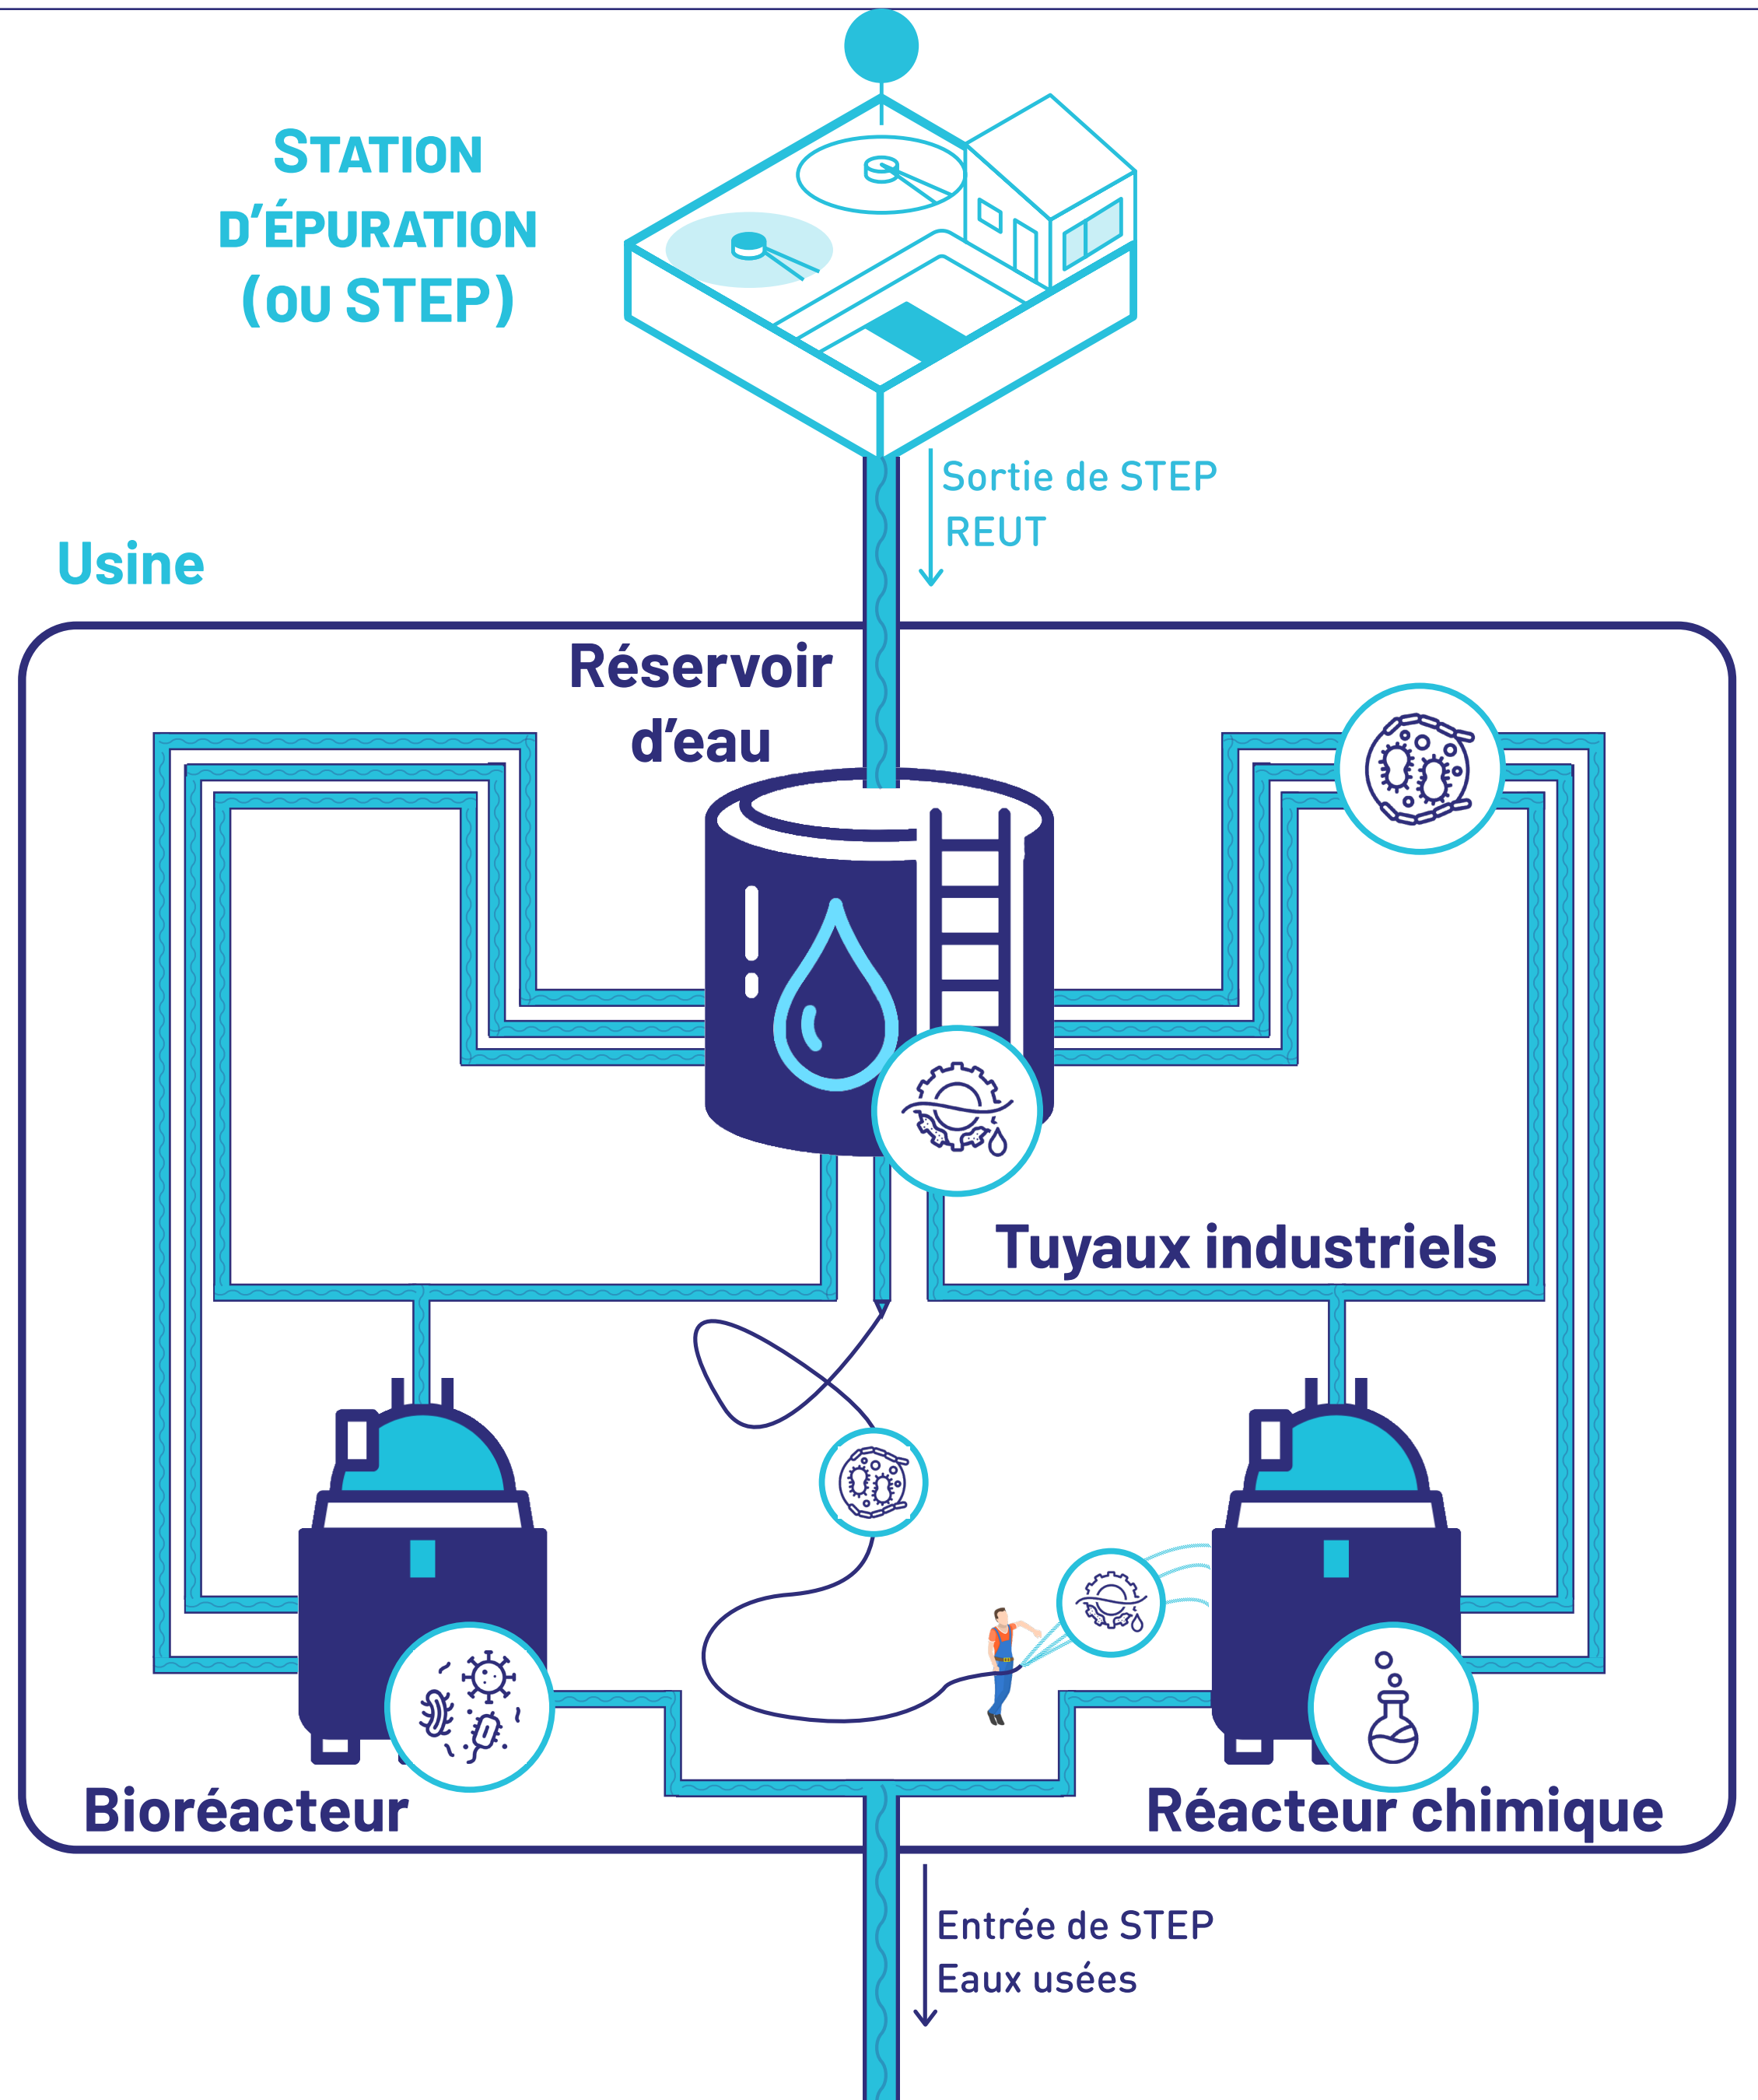 STATION
D’ÉPURATION
(OU STEP)
Sortie de STEP
REUT
Usine
Réservoir
d’eau
Tuyaux industriels
Bioréacteur
Réacteur chimique
Entrée de STEP
Eaux usées